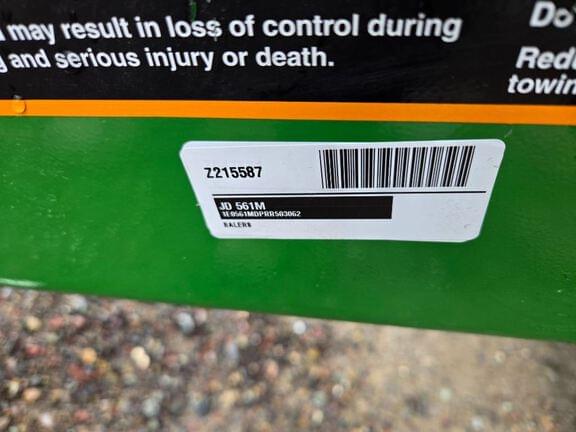 may result in loss of control during
and serious injury or death.
Do
Redu
towin
Z215587
JD 561M
1E0561MDPRR503062
BALER$